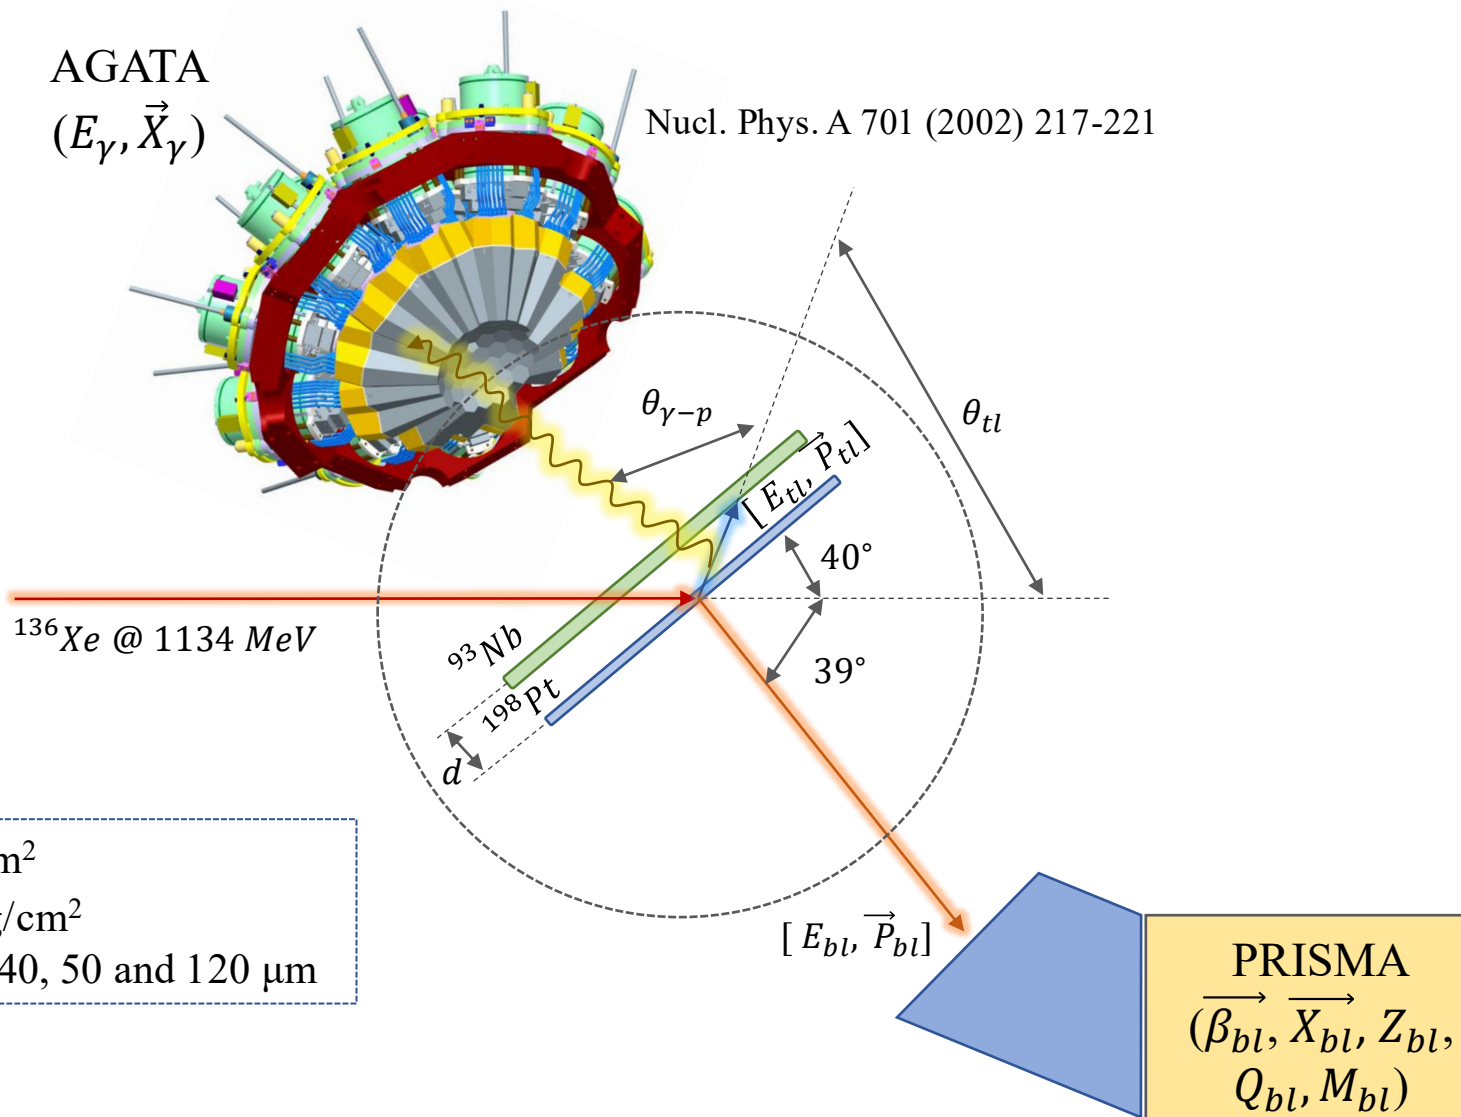 AGATA
(E_γ, X⃗_γ)
Nucl. Phys. A 701 (2002) 217-221
θ_γ−p
θ_tl
[ E_tl, P⃗_tl]
40°
¹³⁶Xe @ 1134 MeV
⁹³Nb
39°
¹⁹⁸Pt
d
m²
g/cm²
40, 50 and 120 μm
[ E_bl, P⃗_bl]
PRISMA
(β⃗_bl, X⃗_bl, Z_bl,
Q_bl, M_bl)